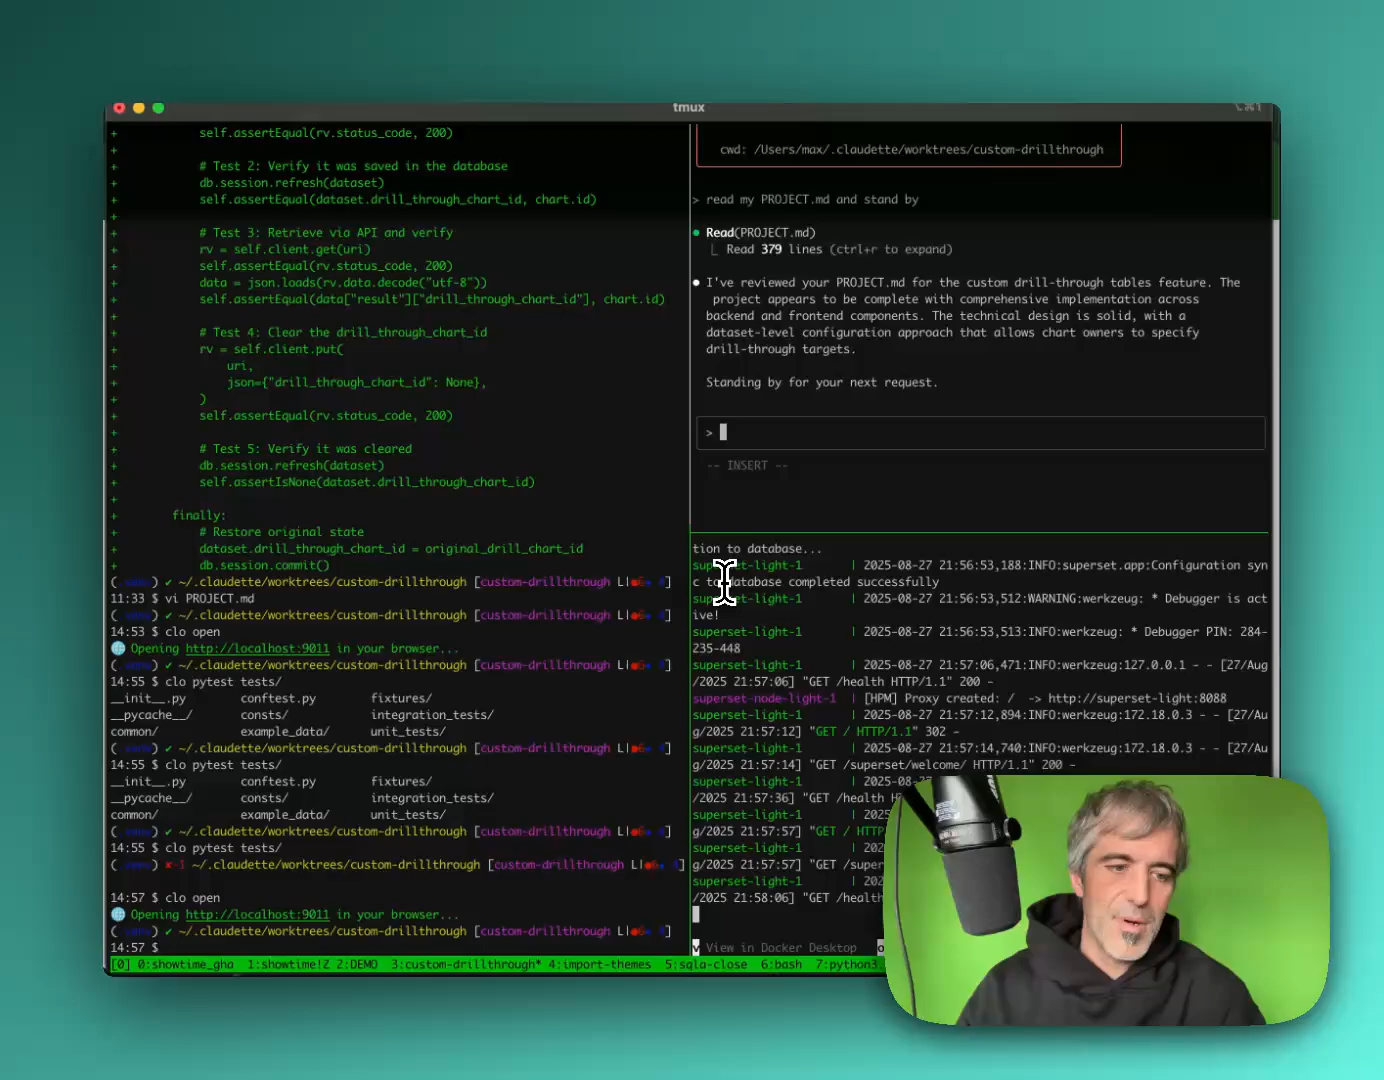 tmux
⌥⌘1
+ self.assertEqual(rv.status_code, 200)
+
+ # Test 2: Verify it was saved in the database
+ db.session.refresh(dataset)
+ self.assertEqual(dataset.drill_through_chart_id, chart.id)
+
+ # Test 3: Retrieve via API and verify
+ rv = self.client.get(uri)
+ self.assertEqual(rv.status_code, 200)
+ data = json.loads(rv.data.decode("utf-8"))
+ self.assertEqual(data["result"]["drill_through_chart_id"], chart.id)
+
+ # Test 4: Clear the drill_through_chart_id
+ rv = self.client.put(
+ uri,
+ json={"drill_through_chart_id": None},
+ )
+ self.assertEqual(rv.status_code, 200)
+
+ # Test 5: Verify it was cleared
+ db.session.refresh(dataset)
+ self.assertIsNone(dataset.drill_through_chart_id)
+
+ finally:
+ # Restore original state
+ dataset.drill_through_chart_id = original_drill_chart_id
+ db.session.commit()
( ) ✔ ~/.claudette/worktrees/custom-drillthrough [custom-drillthrough L|●6 ]
11:33 $ vi PROJECT.md
( ) ✔ ~/.claudette/worktrees/custom-drillthrough [custom-drillthrough L|●6 ]
14:53 $ clo open
Opening http://localhost:9011 in your browser...
( ) ✔ ~/.claudette/worktrees/custom-drillthrough [custom-drillthrough L|●6 ]
14:55 $ clo pytest tests/
__init__.py conftest.py fixtures/
__pycache__/ consts/ integration_tests/
common/ example_data/ unit_tests/
( ) ✔ ~/.claudette/worktrees/custom-drillthrough [custom-drillthrough L|●6 ]
14:55 $ clo pytest tests/
__init__.py conftest.py fixtures/
__pycache__/ consts/ integration_tests/
common/ example_data/ unit_tests/
( ) ✔ ~/.claudette/worktrees/custom-drillthrough [custom-drillthrough L|●6 ]
14:55 $ clo pytest tests/
( ) ✘-1 ~/.claudette/worktrees/custom-drillthrough [custom-drillthrough L|●6 ]
14:57 $ clo open
Opening http://localhost:9011 in your browser...
( ) ✔ ~/.claudette/worktrees/custom-drillthrough [custom-drillthrough L|●6 ]
14:57 $
cwd: /Users/max/.claudette/worktrees/custom-drillthrough
> read my PROJECT.md and stand by
● Read(PROJECT.md)
⎣ Read 379 lines (ctrl+r to expand)
● I've reviewed your PROJECT.md for the custom drill-through tables feature. The
project appears to be complete with comprehensive implementation across
backend and frontend components. The technical design is solid, with a
dataset-level configuration approach that allows chart owners to specify
drill-through targets.
Standing by for your next request.
>
-- INSERT --
tion to database...
superset-light-1 | 2025-08-27 21:56:53,188:INFO:superset.app:Configuration syn
c to database completed successfully
superset-light-1 | 2025-08-27 21:56:53,512:WARNING:werkzeug: * Debugger is act
ive!
superset-light-1 | 2025-08-27 21:56:53,513:INFO:werkzeug: * Debugger PIN: 284-
235-448
superset-light-1 | 2025-08-27 21:57:06,471:INFO:werkzeug:127.0.0.1 - - [27/Aug
/2025 21:57:06] "GET /health HTTP/1.1" 200 -
superset-node-light-1 | [HPM] Proxy created: / -> http://superset-light:8088
superset-light-1 | 2025-08-27 21:57:12,894:INFO:werkzeug:172.18.0.3 - - [27/Au
g/2025 21:57:12] "GET / HTTP/1.1" 302 -
superset-light-1 | 2025-08-27 21:57:14,740:INFO:werkzeug:172.18.0.3 - - [27/Au
g/2025 21:57:14] "GET /superset/welcome/ HTTP/1.1" 200 -
superset-light-1 | 2025-08-27
/2025 21:57:36] "GET /health H
superset-light-1 | 202
g/2025 21:57:57] "GET / HTTP
superset-light-1 | 202
g/2025 21:57:57] "GET /super
superset-light-1 | 202
/2025 21:58:06] "GET /health
v View in Docker Desktop o
[0] 0:showtime_gha 1:showtime!Z 2:DEMO 3:custom-drillthrough* 4:import-themes 5:sqla-close 6:bash 7:python3.